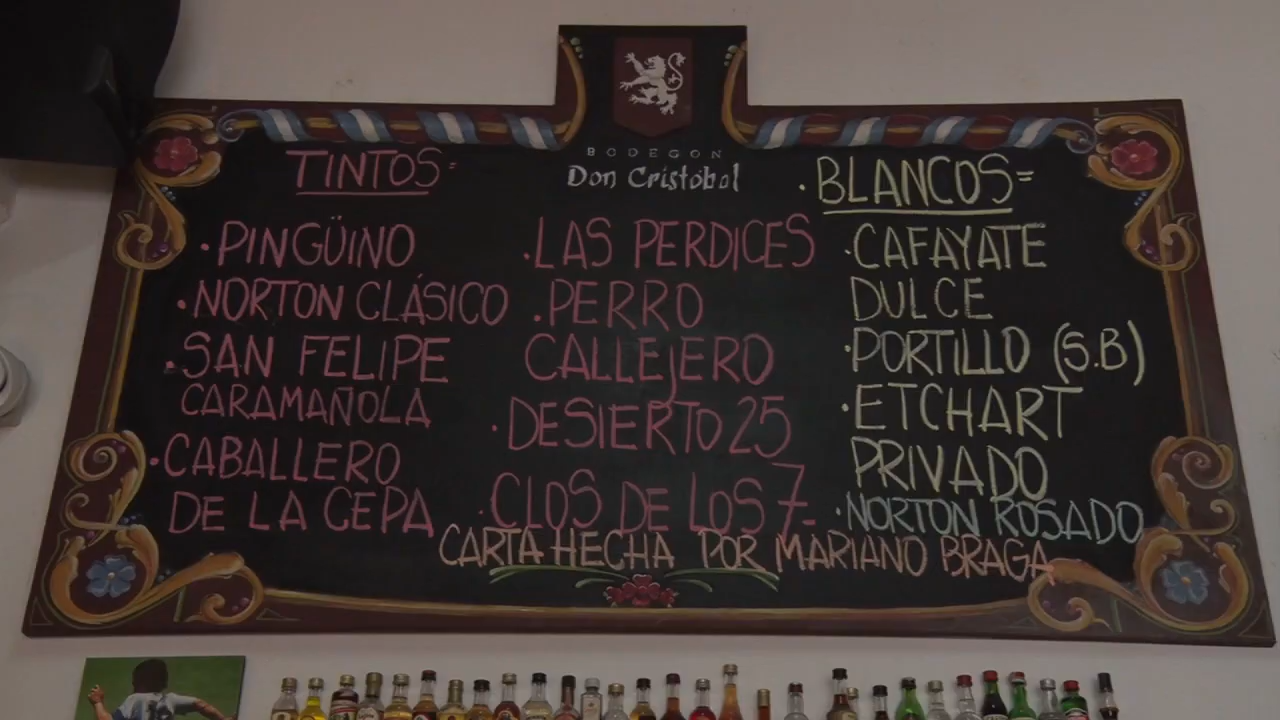 BODEGON
Don Cristóbal
TINTOS=
·PINGÜINO
·NORTON CLÁSICO
·SAN FELIPE
CARAMAÑOLA
·CABALLERO
DE LA CEPA
·LAS PERDICES
·PERRO
CALLEJERO
·DESIERTO 25
·CLOS DE LOS 7-
·BLANCOS=
·CAFAYATE
DULCE
·PORTILLO (S.B)
·ETCHART
PRIVADO
·NORTON ROSADO
CARTA HECHA POR MARIANO BRAGA